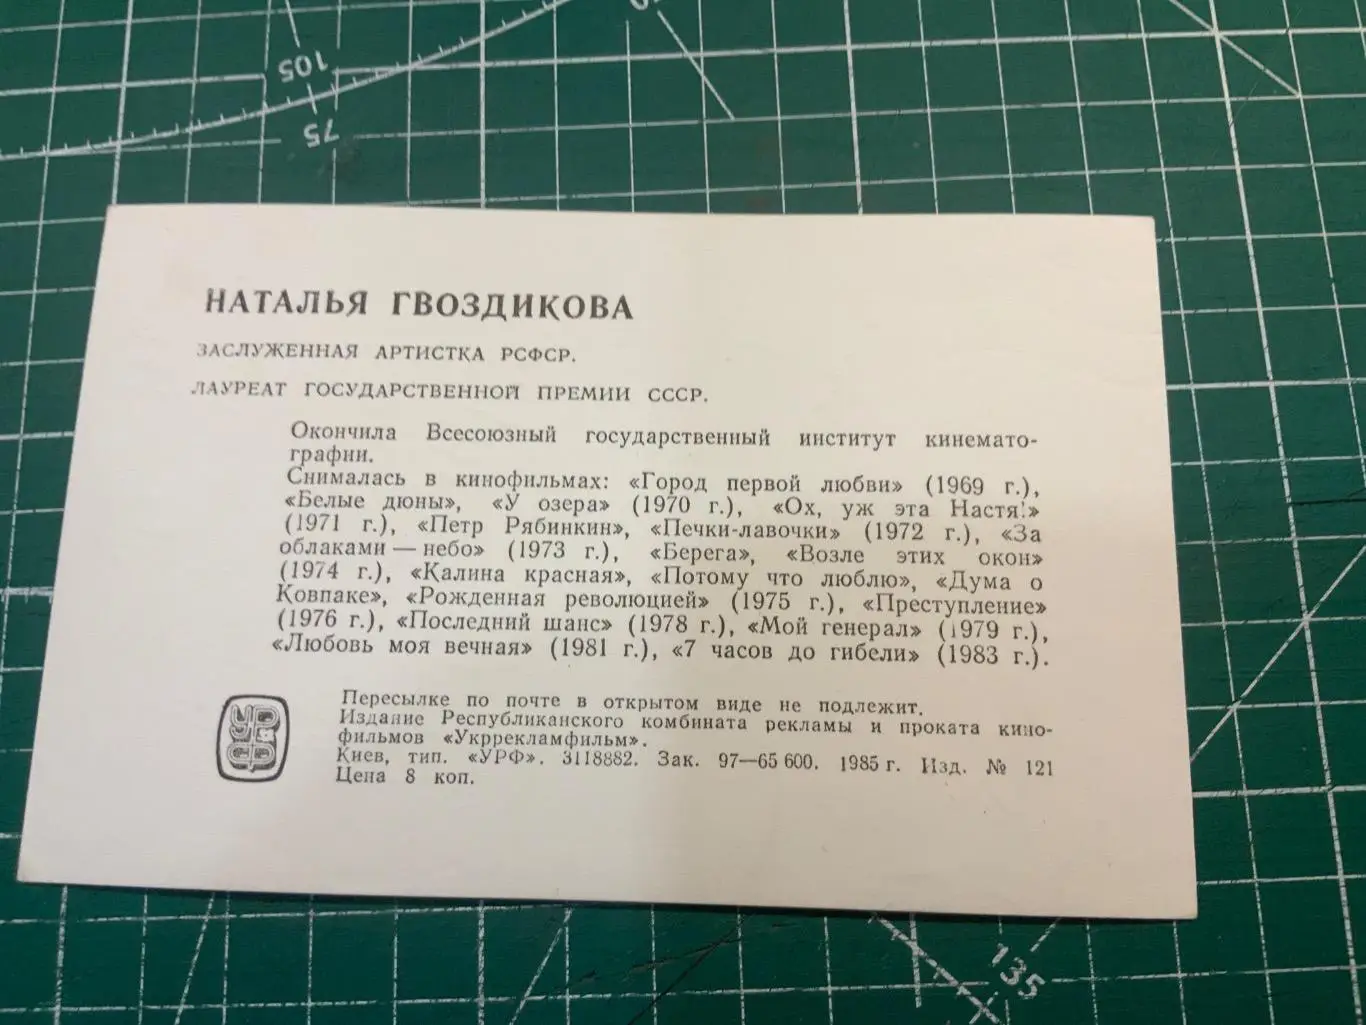 105
75
НАТАЛЬЯ ГВОЗДИКОВА
ЗАСЛУЖЕННАЯ АРТИСТКА РСФСР.
ЛАУРЕАТ ГОСУДАРСТВЕННОЙ ПРЕМИИ СССР.
Окончила Всесоюзный государственный институт кинемато-
графии.
Снималась в кинофильмах: «Город первой любви» (1969 г.),
«Белые дюны», «У озера» (1970 г.), «Ох, уж эта Настя!»
(1971 г.), «Петр Рябинкин», «Печки-лавочки» (1972 г.), «За
облаками — небо» (1973 г.), «Берега», «Возле этих окон»
(1974 г.), «Калина красная», «Потому что люблю», «Дума о
Ковпаке», «Рожденная революцией» (1975 г.), «Преступление»
(1976 г.), «Последний шанс» (1978 г.), «Мой генерал» (1979 г.),
«Любовь моя вечная» (1981 г.), «7 часов до гибели» (1983 г.).
Пересылке по почте в открытом виде не подлежит.
Издание Республиканского комбината рекламы и проката кино-
фильмов «Укррекламфильм».
Киев, тип. «УРФ». 3118882. Зак. 97—65 600. 1985 г. Изд. № 121
Цена 8 коп.
135